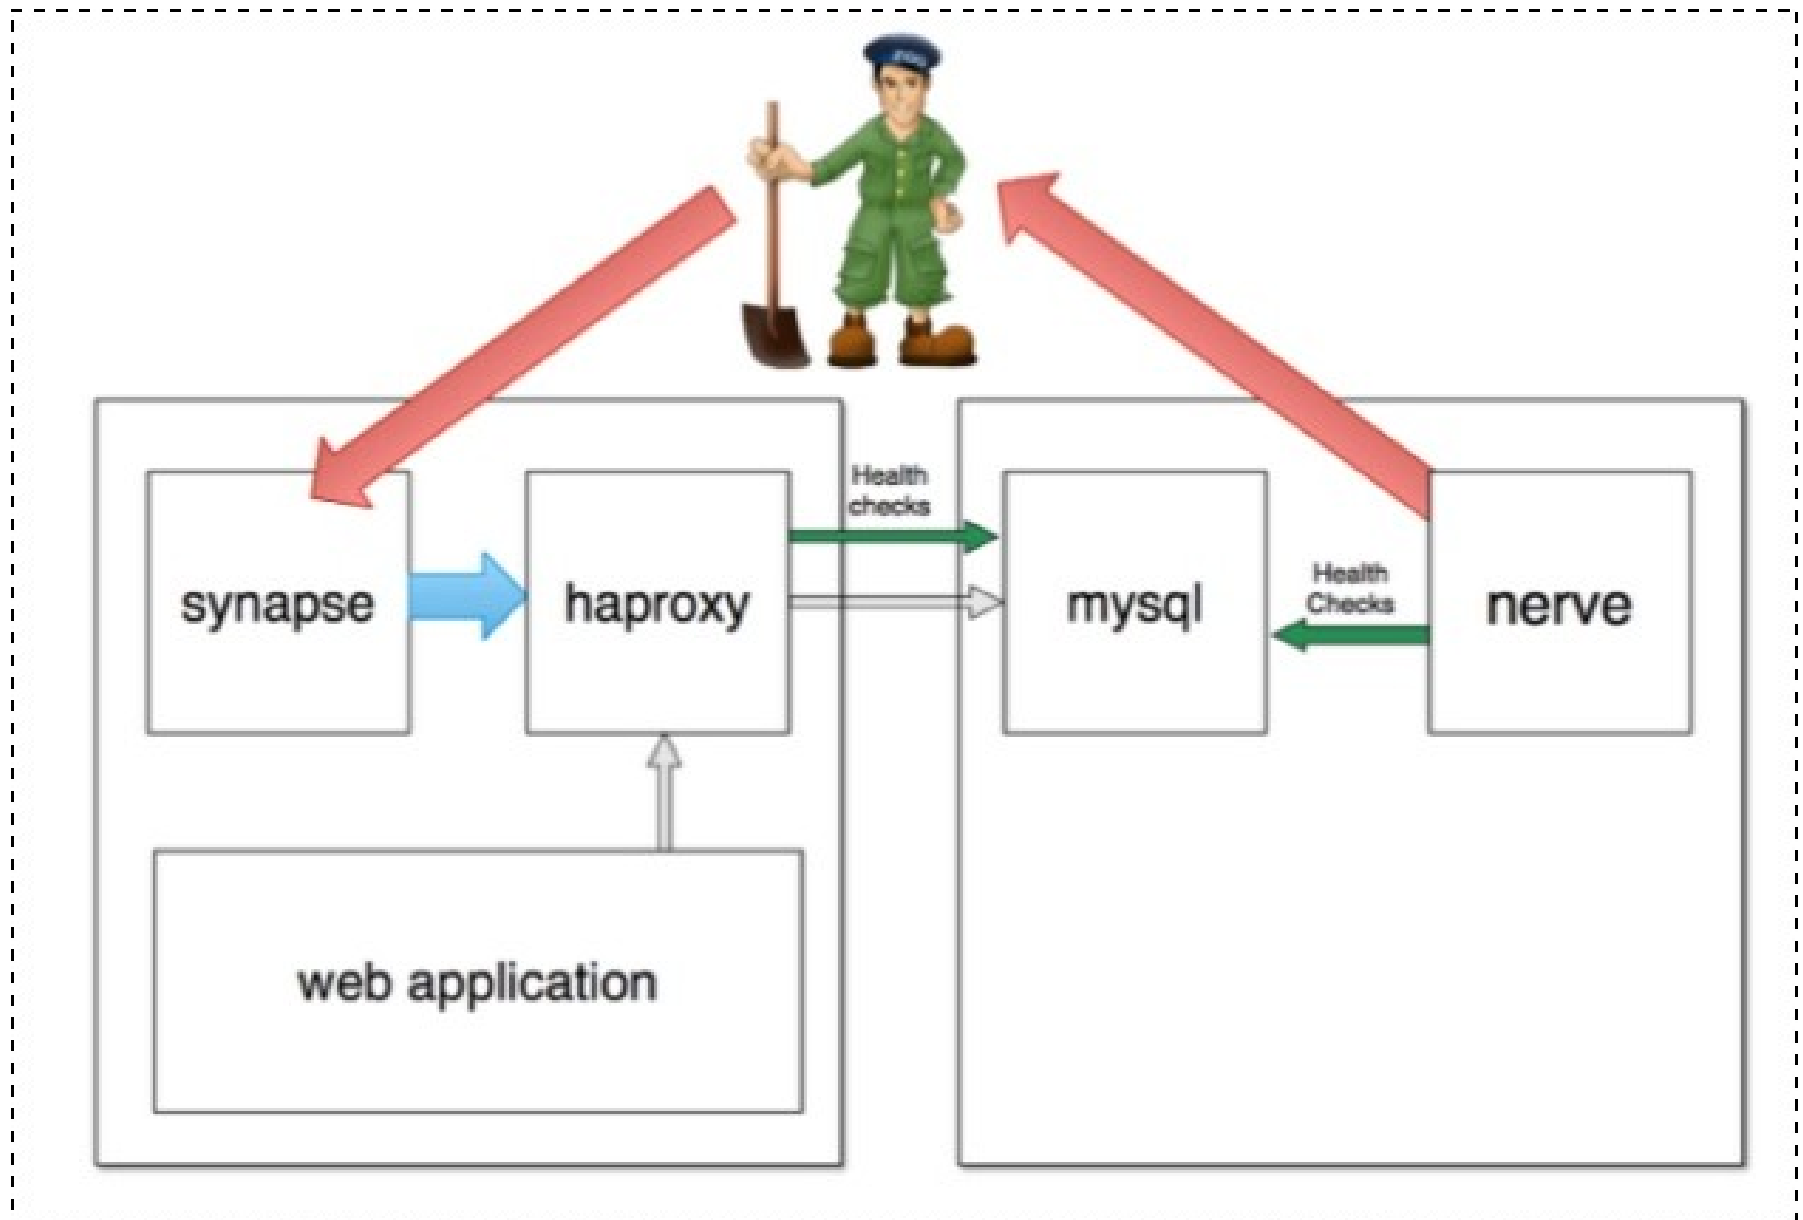 Health
checks
synapse
haproxy
mysql
Health
Checks
nerve
web application